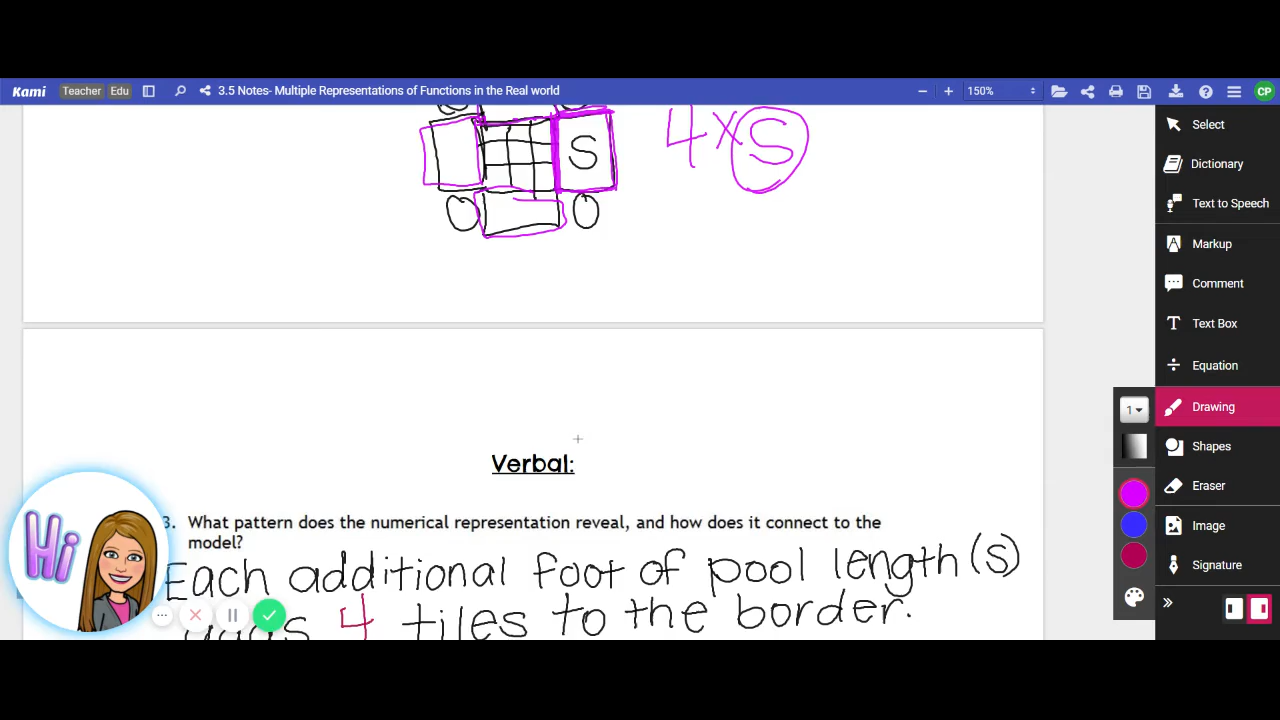 Kami Teacher Edu 3.5 Notes- Multiple Representations of Functions in the Real world 150% CP
4 x S
S
Select
Dictionary
Text to Speech
Markup
Comment
Text Box
Equation
1
Drawing
Shapes
Eraser
Image
Signature
Verbal:
3. What pattern does the numerical representation reveal, and how does it connect to the
model?
Each additional foot of pool length (s)
adds 4 tiles to the border.
Hi